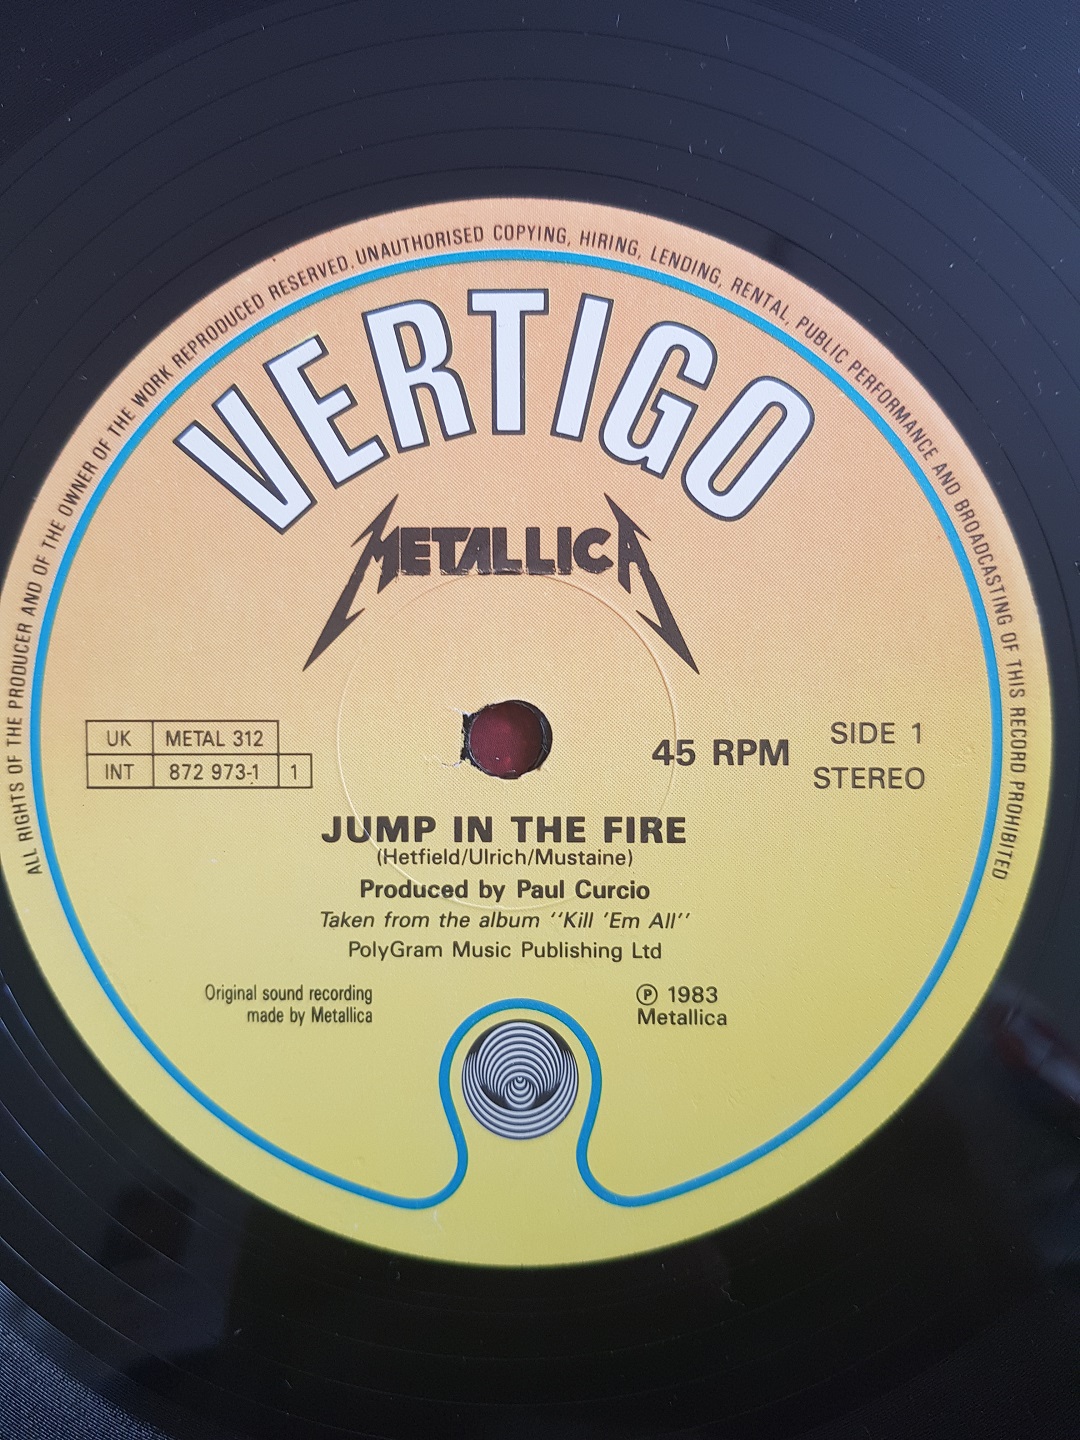 ALL RIGHTS OF THE PRODUCER AND OF THE OWNER OF THE WORK REPRODUCED RESERVED. UNAUTHORISED COPYING, HIRING, LENDING, RENTAL, PUBLIC PERFORMANCE AND BROADCASTING OF THIS RECORD PROHIBITED
VERTIGO
METALLICA
UK METAL 312
INT 872 973-1 1
45 RPM
SIDE 1
STEREO
JUMP IN THE FIRE
(Hetfield/Ulrich/Mustaine)
Produced by Paul Curcio
Taken from the album ‘‘Kill ’Em All’’
PolyGram Music Publishing Ltd
Original sound recording
made by Metallica
Ⓟ 1983
Metallica